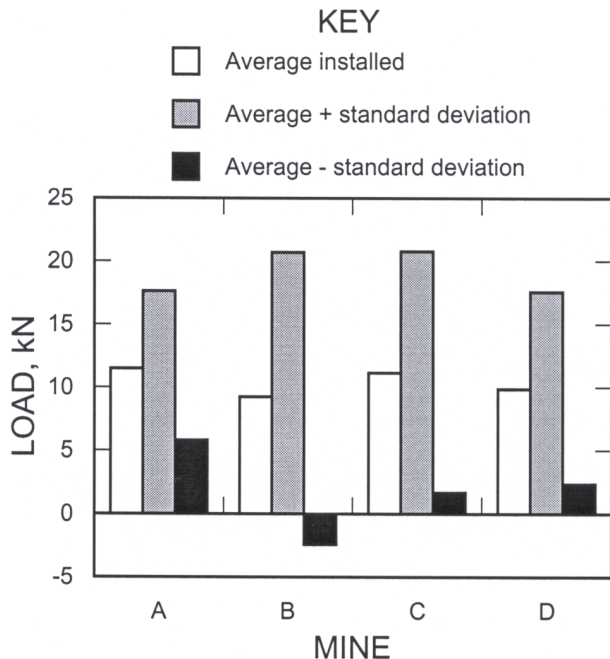 KEY
Average installed
Average + standard deviation
Average - standard deviation
25
20
15
10
5
0
-5
LOAD, kN
A B C D
MINE